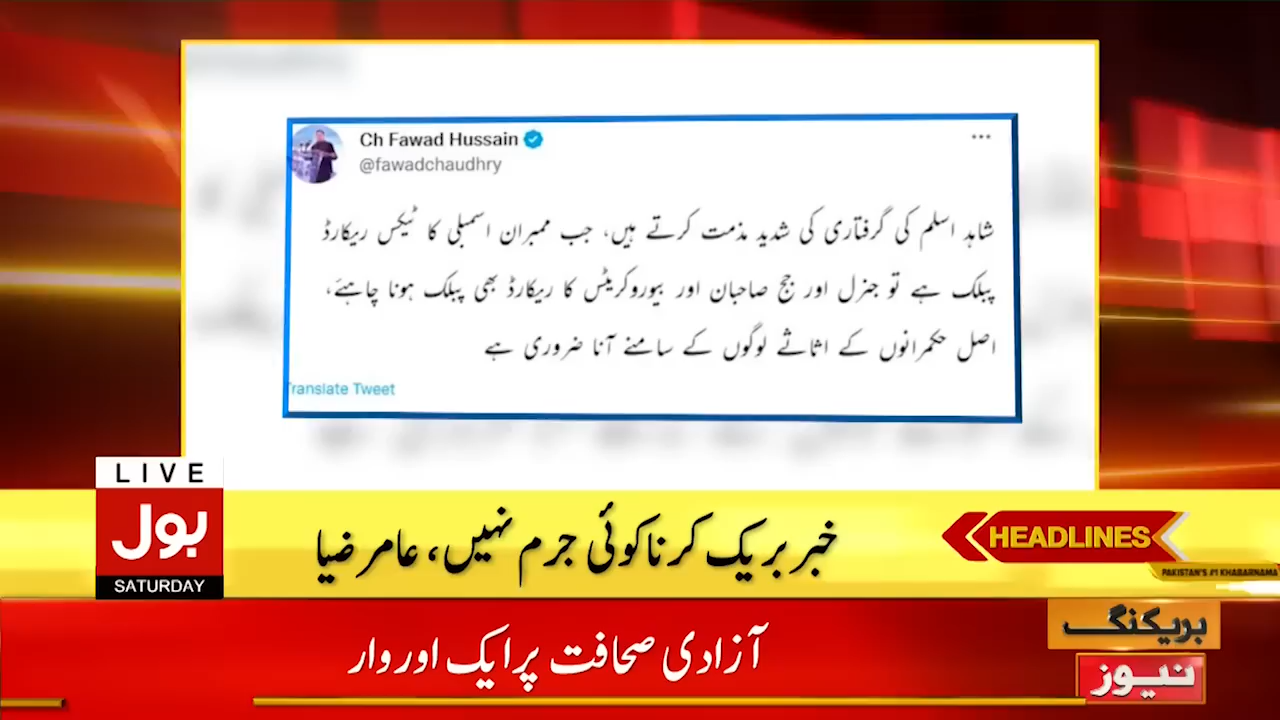 Ch Fawad Hussain
@fawadchaudhry
شاہد اسلم کی گرفتاری کی شدید مذمت کرتے ہیں، جب ممبران اسمبلی کا ٹیکس ریکارڈ
پبلک ہے تو جنرل اور جج صاحبان اور بیوروکریٹس کا ریکارڈ بھی پبلک ہونا چاہئے،
اصل حکمرانوں کے اثاثے لوگوں کے سامنے آنا ضروری ہے
ranslate Tweet
LIVE
بول
SATURDAY
خبر بریک کرنا کوئی جرم نہیں، عامر ضیا
HEADLINES
PAKISTAN'S #1 KHABARNAMA
آزادی صحافت پر ایک اور وار
بریکنگ
نیوز